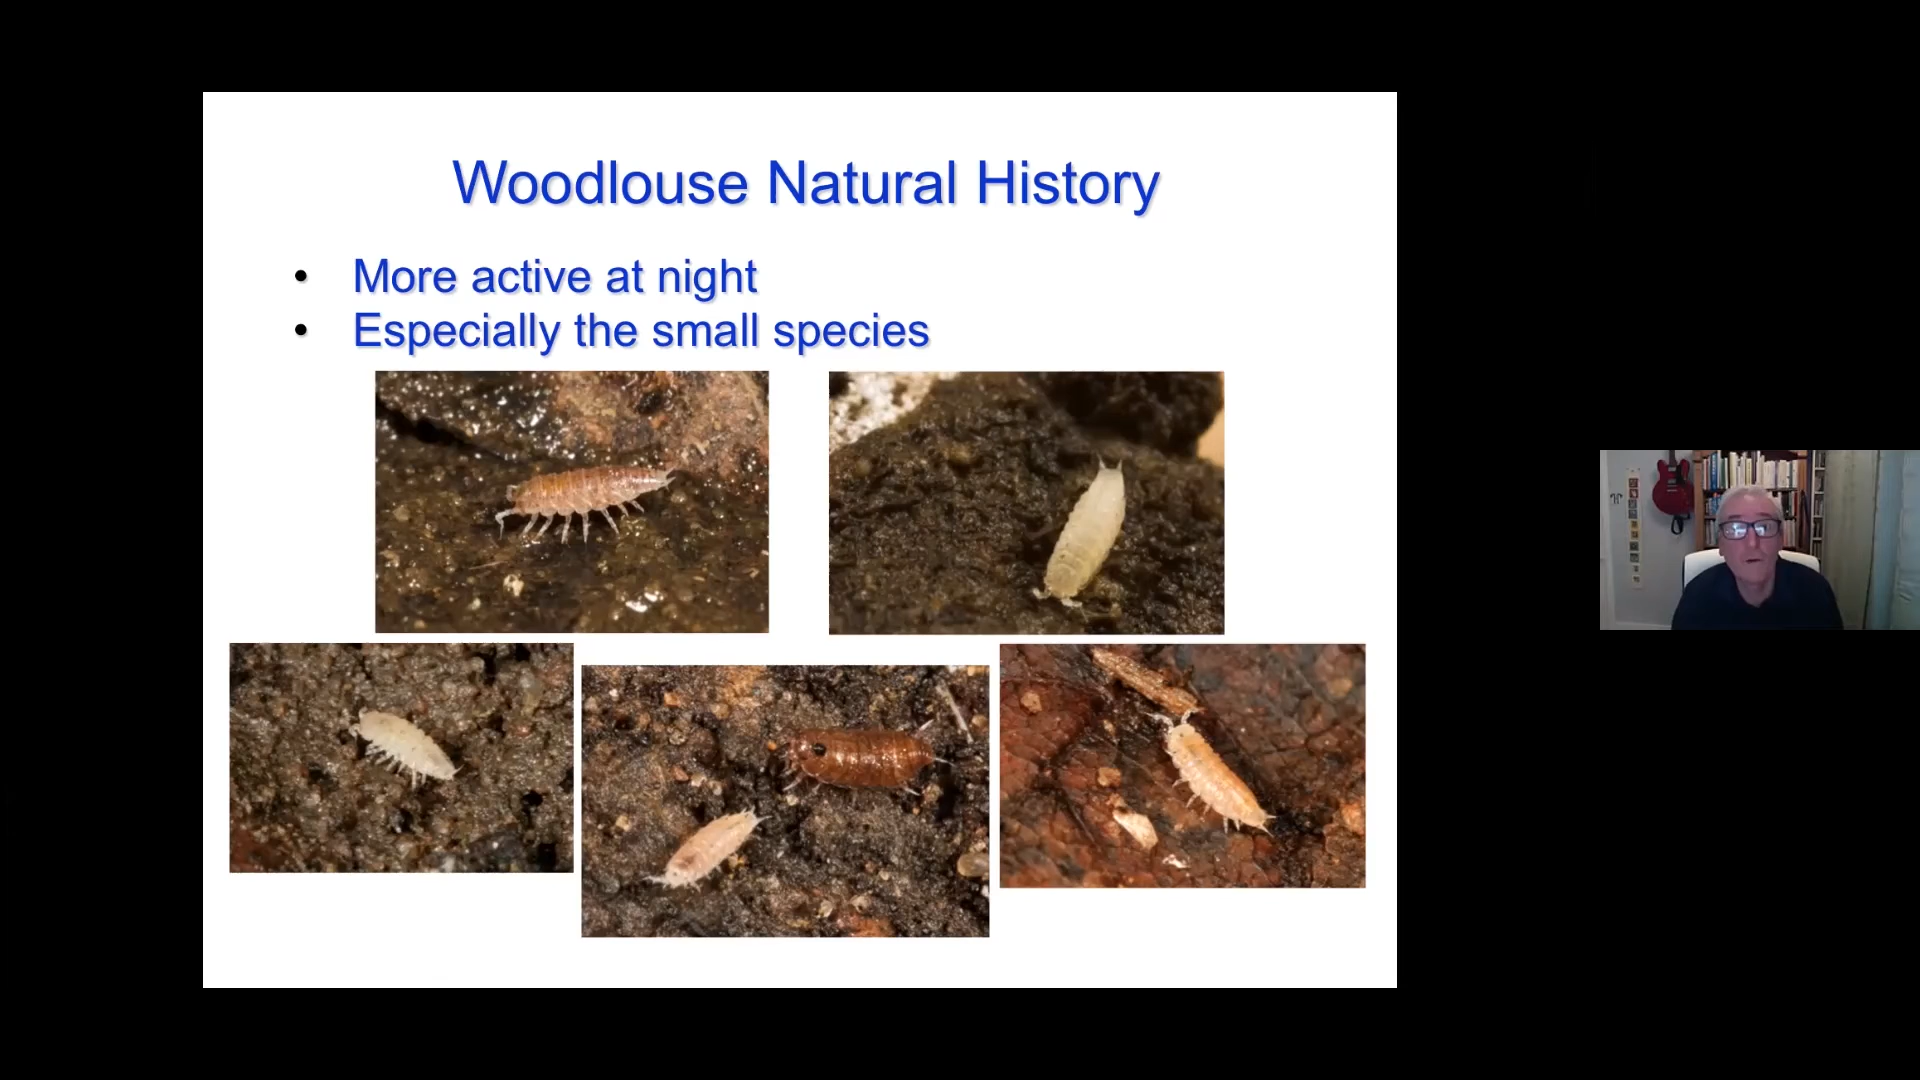 Woodlouse Natural History
• More active at night
• Especially the small species